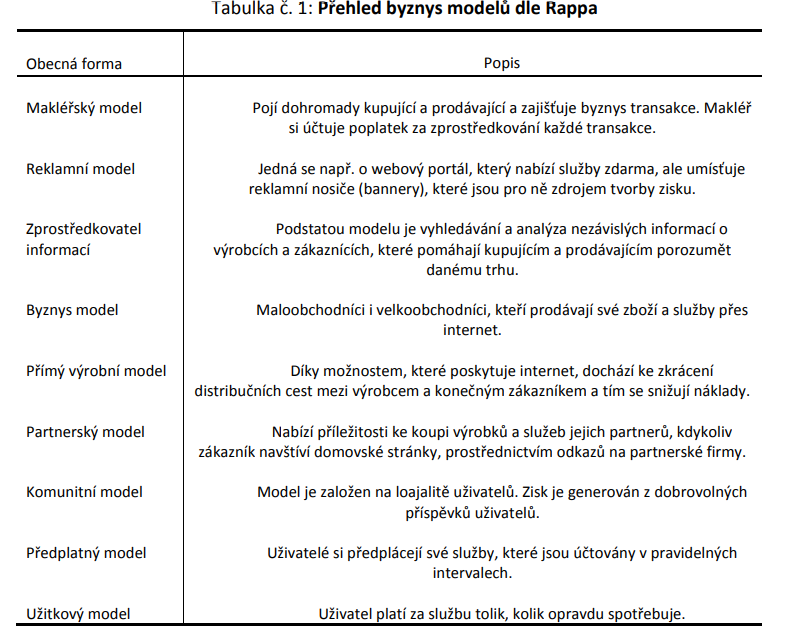 Tabulka č. 1: Přehled byznys modelů dle Rappa
Obecná forma
Popis
Makléřský model
Pojí dohromady kupující a prodávající a zajišťuje byznys transakce. Makléř
si účtuje poplatek za zprostředkování každé transakce.
Reklamní model
Jedná se např. o webový portál, který nabízí služby zdarma, ale umísťuje
reklamní nosiče (bannery), které jsou pro ně zdrojem tvorby zisku.
Zprostředkovatel
informací
Podstatou modelu je vyhledávání a analýza nezávislých informací o
výrobcích a zákaznících, které pomáhají kupujícím a prodávajícím porozumět
danému trhu.
Byznys model
Maloobchodníci i velkoobchodníci, kteří prodávají své zboží a služby přes
internet.
Přímý výrobní model
Díky možnostem, které poskytuje internet, dochází ke zkrácení
distribučních cest mezi výrobcem a konečným zákazníkem a tím se snižují náklady.
Partnerský model
Nabízí příležitosti ke koupi výrobků a služeb jejich partnerů, kdykoliv
zákazník navštíví domovské stránky, prostřednictvím odkazů na partnerské firmy.
Komunitní model
Model je založen na loajalitě uživatelů. Zisk je generován z dobrovolných
příspěvků uživatelů.
Předplatný model
Uživatelé si předplácejí své služby, které jsou účtovány v pravidelných
intervalech.
Užitkový model
Uživatel platí za službu tolik, kolik opravdu spotřebuje.